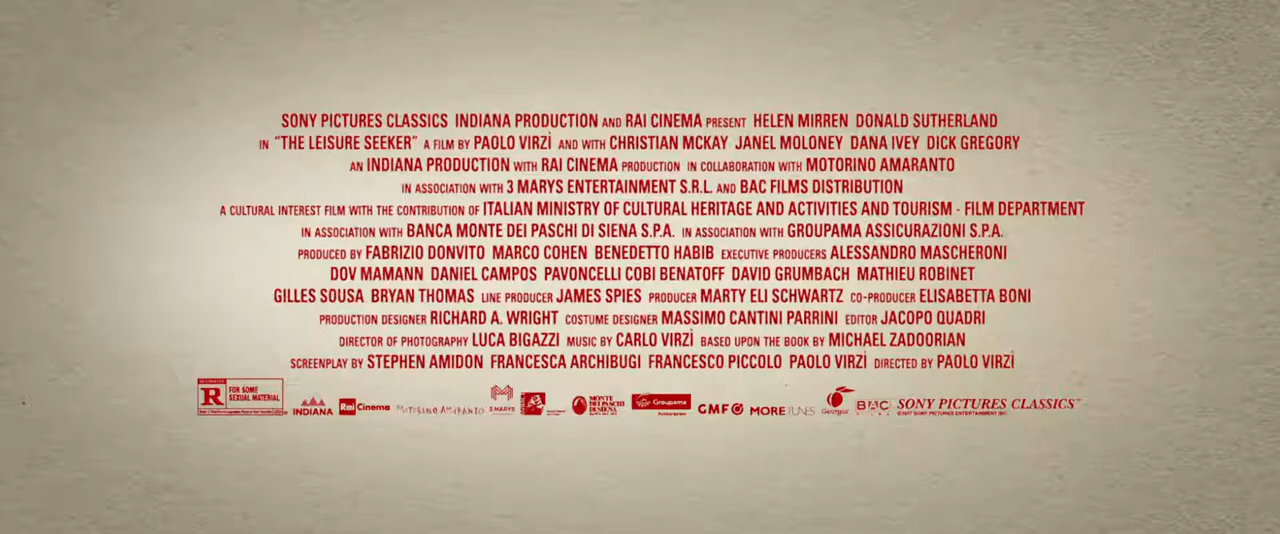 SONY PICTURES CLASSICS INDIANA PRODUCTION AND RAI CINEMA PRESENT HELEN MIRREN DONALD SUTHERLAND
IN "THE LEISURE SEEKER" A FILM BY PAOLO VIRZÌ AND WITH CHRISTIAN MCKAY JANEL MOLONEY DANA IVEY DICK GREGORY
AN INDIANA PRODUCTION WITH RAI CINEMA PRODUCTION IN COLLABORATION WITH MOTORINO AMARANTO
IN ASSOCIATION WITH 3 MARYS ENTERTAINMENT S.R.L. AND BAC FILMS DISTRIBUTION
A CULTURAL INTEREST FILM WITH THE CONTRIBUTION OF ITALIAN MINISTRY OF CULTURAL HERITAGE AND ACTIVITIES AND TOURISM - FILM DEPARTMENT
IN ASSOCIATION WITH BANCA MONTE DEI PASCHI DI SIENA S.P.A. IN ASSOCIATION WITH GROUPAMA ASSICURAZIONI S.P.A.
PRODUCED BY FABRIZIO DONVITO MARCO COHEN BENEDETTO HABIB EXECUTIVE PRODUCERS ALESSANDRO MASCHERONI
DOV MAMANN DANIEL CAMPOS PAVONCELLI COBI BENATOFF DAVID GRUMBACH MATHIEU ROBINET
GILLES SOUSA BRYAN THOMAS LINE PRODUCER JAMES SPIES PRODUCER MARTY ELI SCHWARTZ CO-PRODUCER ELISABETTA BONI
PRODUCTION DESIGNER RICHARD A. WRIGHT COSTUME DESIGNER MASSIMO CANTINI PARRINI EDITOR JACOPO QUADRI
DIRECTOR OF PHOTOGRAPHY LUCA BIGAZZI MUSIC BY CARLO VIRZÌ BASED UPON THE BOOK BY MICHAEL ZADOORIAN
SCREENPLAY BY STEPHEN AMIDON FRANCESCA ARCHIBUGI FRANCESCO PICCOLO PAOLO VIRZÌ DIRECTED BY PAOLO VIRZÌ
R FOR SOME SEXUAL MATERIAL INDIANA Rai Cinema MOTORINO AMARANTO 3 MARYS MONTE DEI PASCHI DI SIENA Groupama GMF MORE TUNES Georgia BAC SONY PICTURES CLASSICS